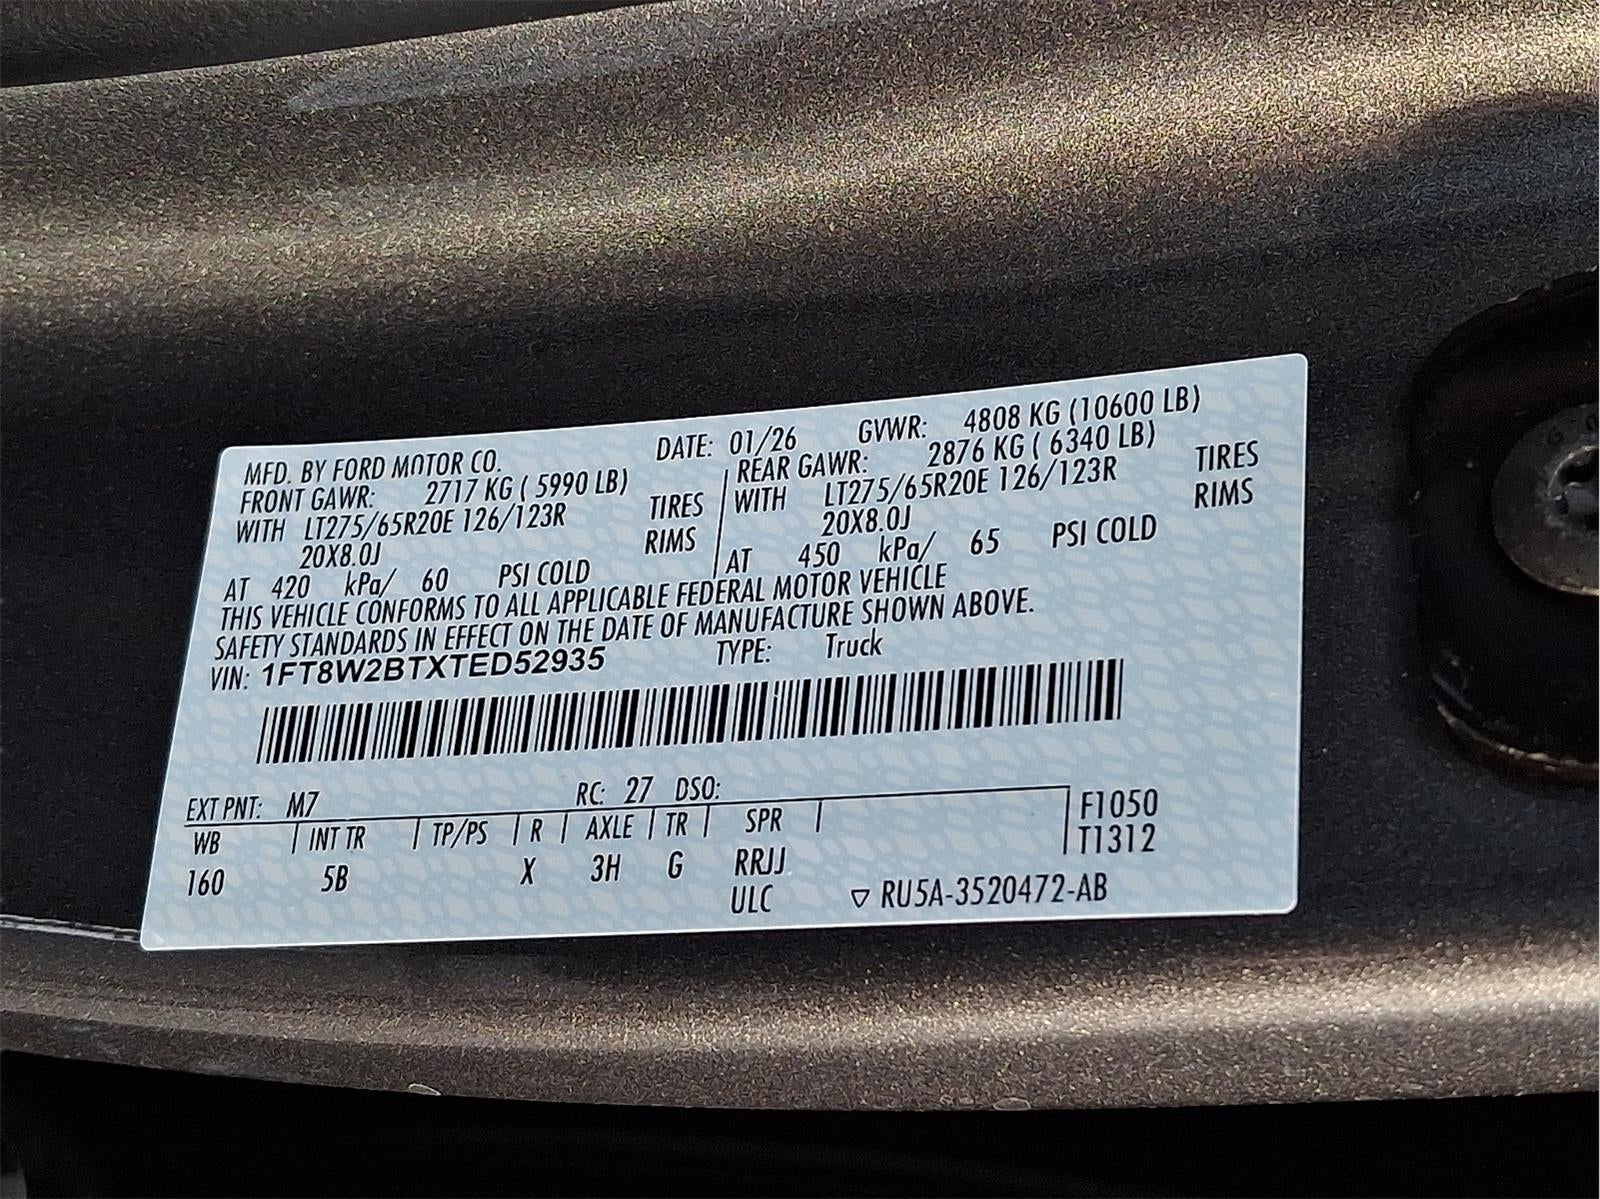 MFD. BY FORD MOTOR CO. DATE: 01/26 GVWR: 4808 KG (10600 LB)
FRONT GAWR: 2717 KG ( 5990 LB) REAR GAWR: 2876 KG ( 6340 LB)
WITH LT275/65R20E 126/123R TIRES WITH LT275/65R20E 126/123R TIRES
20X8.0J RIMS 20X8.0J RIMS
AT 420 kPa/ 60 PSI COLD AT 450 kPa/ 65 PSI COLD
THIS VEHICLE CONFORMS TO ALL APPLICABLE FEDERAL MOTOR VEHICLE
SAFETY STANDARDS IN EFFECT ON THE DATE OF MANUFACTURE SHOWN ABOVE.
VIN: 1FT8W2BTXTED52935 TYPE: Truck
EXT PNT: M7 RC: 27 DSO:
WB INT TR TP/PS R AXLE TR SPR F1050
T1312
160 5B X 3H G RRJJ
ULC ▽ RU5A-3520472-AB